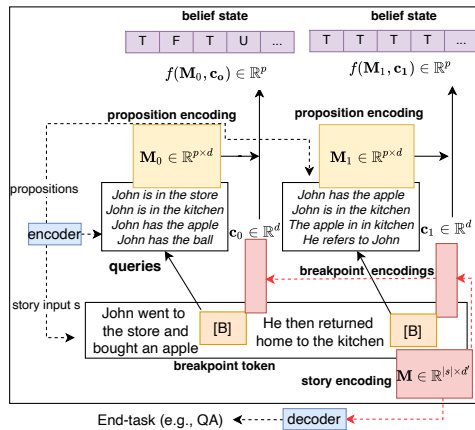 belief state
belief state
T F T U ...
T T T T ...
f(M₀, c₀) ∈ ℝᵖ
f(M₁, c₁) ∈ ℝᵖ
proposition encoding
proposition encoding
M₀ ∈ ℝᵖˣᵈ
M₁ ∈ ℝᵖˣᵈ
propositions
John is in the store
John is in the kitchen
John has the apple
John has the ball
John has the apple
John is in the kitchen
The apple in in kitchen
He refers to John
encoder
c₀ ∈ ℝᵈ
c₁ ∈ ℝᵈ
queries
breakpoint encodings
story input s
John went to
the store and
bought an apple
[B]
He then returned
home to the kitchen
[B]
breakpoint token
story encoding
M ∈ ℝ^{|s|×d′}
End-task (e.g., QA)
decoder